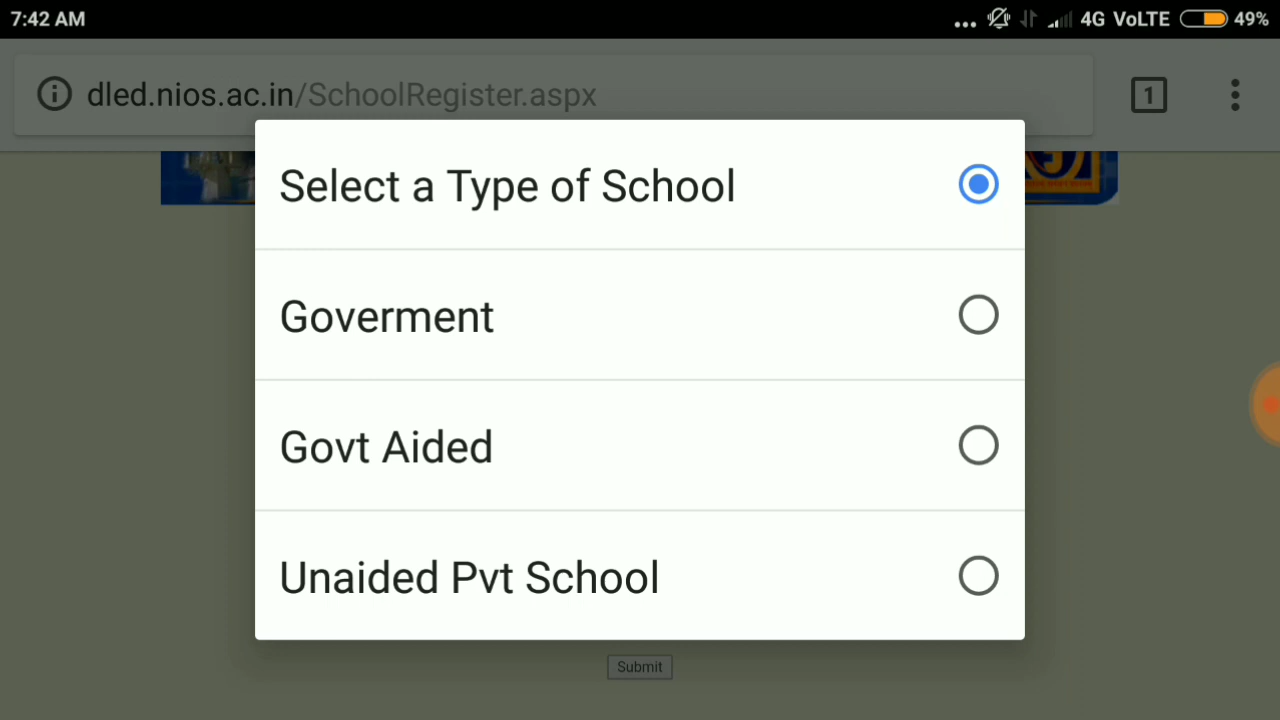 7:42 AM
4G VoLTE 49%
dled.nios.ac.in/SchoolRegister.aspx
1
Select a Type of School
Goverment
Govt Aided
Unaided Pvt School
Submit